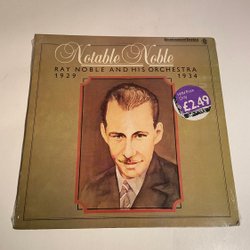 Notable Noble
RAY NOBLE AND HIS ORCHESTRA
1929 1934
£2.49